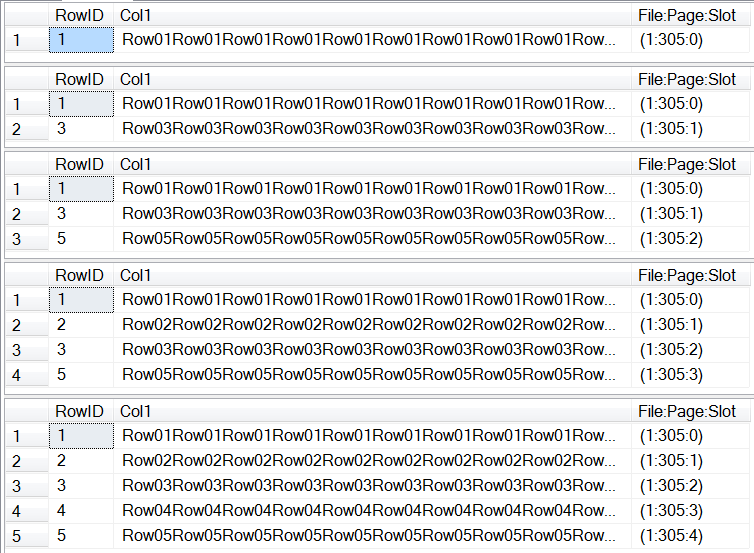 RowID Col1 File:Page:Slot
1 1 Row01Row01Row01Row01Row01Row01Row01Row01Row01Row... (1:305:0)
RowID Col1 File:Page:Slot
1 1 Row01Row01Row01Row01Row01Row01Row01Row01Row01Row... (1:305:0)
2 3 Row03Row03Row03Row03Row03Row03Row03Row03Row03Row... (1:305:1)
RowID Col1 File:Page:Slot
1 1 Row01Row01Row01Row01Row01Row01Row01Row01Row01Row... (1:305:0)
2 3 Row03Row03Row03Row03Row03Row03Row03Row03Row03Row... (1:305:1)
3 5 Row05Row05Row05Row05Row05Row05Row05Row05Row05Row... (1:305:2)
RowID Col1 File:Page:Slot
1 1 Row01Row01Row01Row01Row01Row01Row01Row01Row01Row... (1:305:0)
2 2 Row02Row02Row02Row02Row02Row02Row02Row02Row02Row... (1:305:1)
3 3 Row03Row03Row03Row03Row03Row03Row03Row03Row03Row... (1:305:2)
4 5 Row05Row05Row05Row05Row05Row05Row05Row05Row05Row... (1:305:3)
RowID Col1 File:Page:Slot
1 1 Row01Row01Row01Row01Row01Row01Row01Row01Row01Row... (1:305:0)
2 2 Row02Row02Row02Row02Row02Row02Row02Row02Row02Row... (1:305:1)
3 3 Row03Row03Row03Row03Row03Row03Row03Row03Row03Row... (1:305:2)
4 4 Row04Row04Row04Row04Row04Row04Row04Row04Row04Row... (1:305:3)
5 5 Row05Row05Row05Row05Row05Row05Row05Row05Row05Row... (1:305:4)